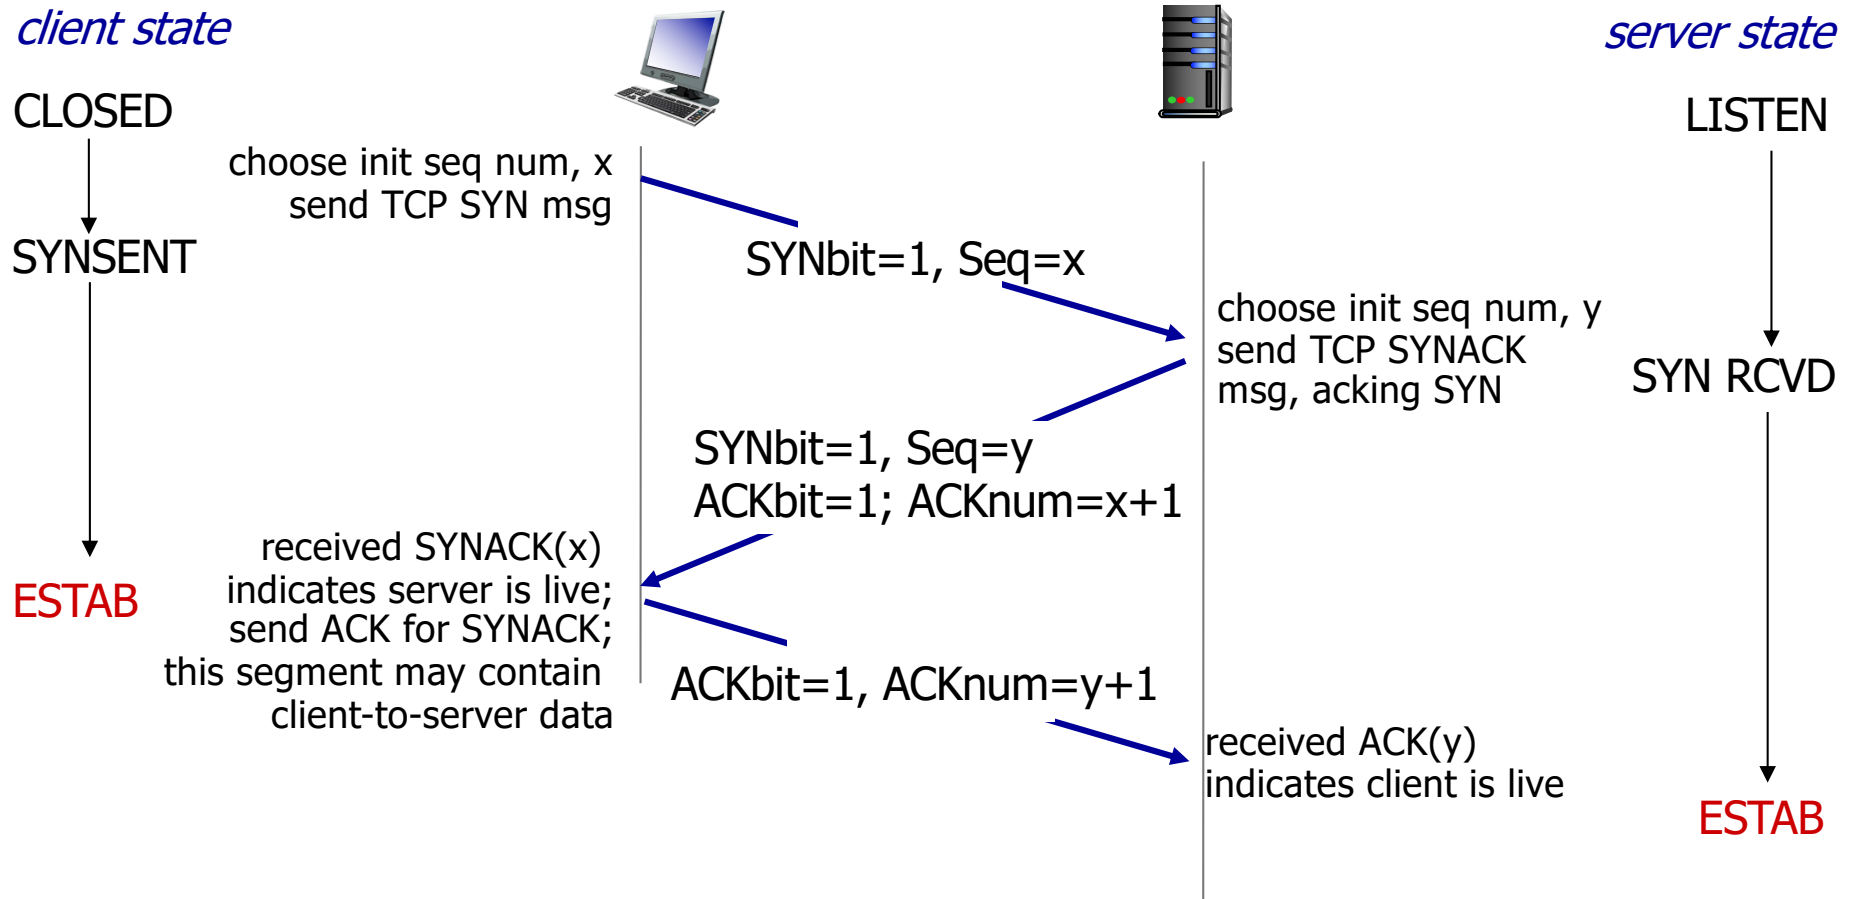 client state
server state
CLOSED
LISTEN
choose init seq num, x
send TCP SYN msg
SYNSENT
SYNbit=1, Seq=x
choose init seq num, y
send TCP SYNACK
msg, acking SYN
SYN RCVD
SYNbit=1, Seq=y
ACKbit=1; ACKnum=x+1
received SYNACK(x)
indicates server is live;
send ACK for SYNACK;
this segment may contain
client-to-server data
ESTAB
ACKbit=1, ACKnum=y+1
received ACK(y)
indicates client is live
ESTAB